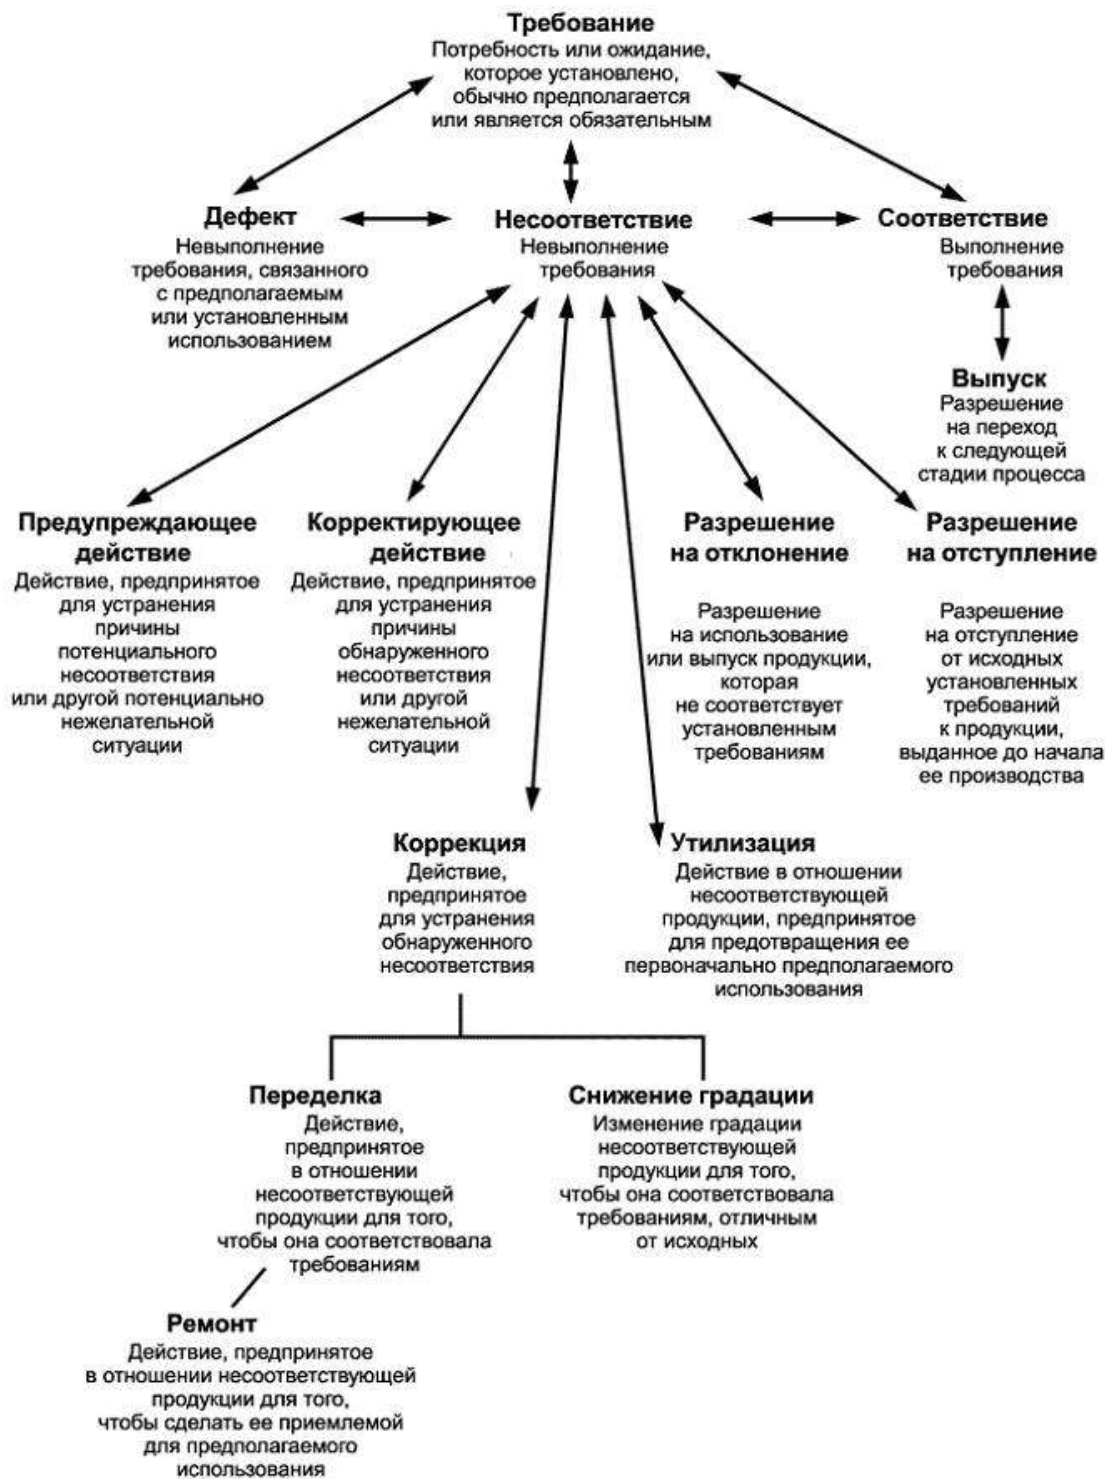 Требование
Потребность или ожидание,
которое установлено,
обычно предполагается
или является обязательным
Дефект
Невыполнение
требования, связанного
с предполагаемым
или установленным
использованием
Несоответствие
Невыполнение
требования
Соответствие
Выполнение
требования
Выпуск
Разрешение
на переход
к следующей
стадии процесса
Предупреждающее
действие
Действие, предпринятое
для устранения
причины
потенциального
несоответствия
или другой потенциально
нежелательной
ситуации
Корректирующее
действие
Действие, предпринятое
для устранения
причины
обнаруженного
несоответствия
или другой
нежелательной
ситуации
Разрешение
на отклонение
Разрешение
на использование
или выпуск продукции,
которая
не соответствует
установленным
требованиям
Разрешение
на отступление
Разрешение
на отступление
от исходных
установленных
требований
к продукции,
выданное до начала
ее производства
Коррекция
Действие,
предпринятое
для устранения
обнаруженного
несоответствия
Утилизация
Действие в отношении
несоответствующей
продукции, предпринятое
для предотвращения ее
первоначально предполагаемого
использования
Переделка
Действие,
предпринятое
в отношении
несоответствующей
продукции для того,
чтобы она соответствовала
требованиям
Снижение градации
Изменение градации
несоответствующей
продукции для того,
чтобы она соответствовала
требованиям, отличным
от исходных
Ремонт
Действие, предпринятое
в отношении несоответствующей
продукции для того,
чтобы сделать ее приемлемой
для предполагаемого
использования